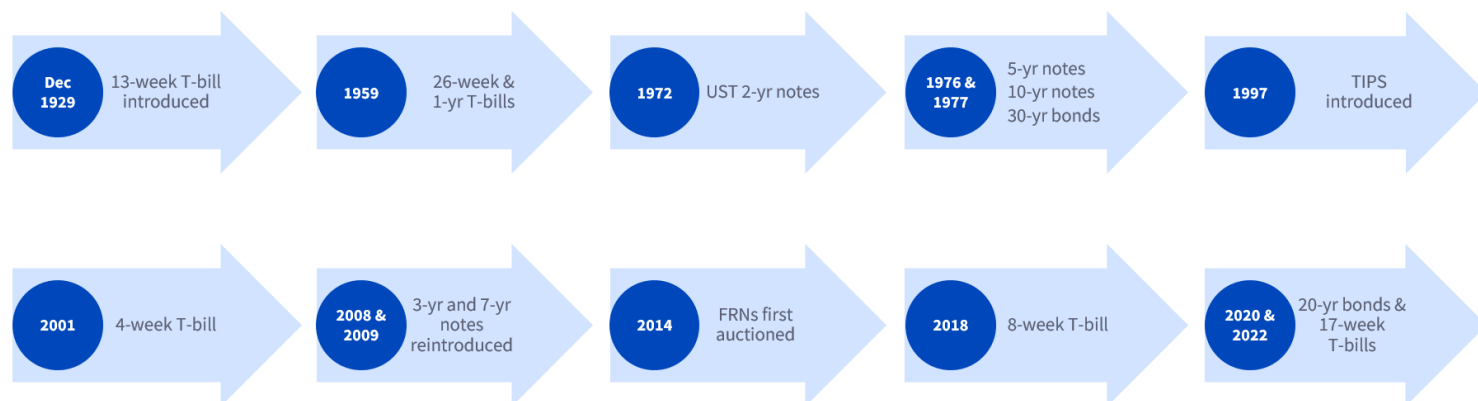 Dec
1929
13-week T-bill
introduced
1959
26-week &
1-yr T-bills
1972
UST 2-yr notes
1976 &
1977
5-yr notes
10-yr notes
30-yr bonds
1997
TIPS
introduced
2001
4-week T-bill
2008 &
2009
3-yr and 7-yr
notes
reintroduced
2014
FRNs first
auctioned
2018
8-week T-bill
2020 &
2022
20-yr bonds &
17-week
T-bills